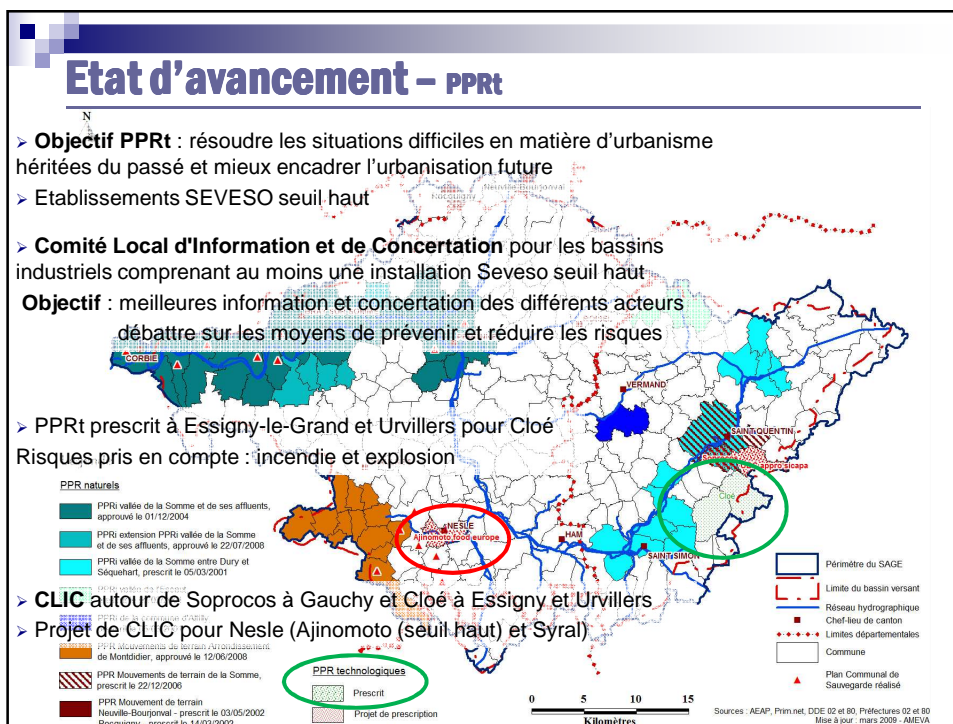 Etat d'avancement – PPRt
N
➢ Objectif PPRt : résoudre les situations difficiles en matière d'urbanisme
héritées du passé et mieux encadrer l'urbanisation future
➢ Etablissements SEVESO seuil haut
➢ Comité Local d'Information et de Concertation pour les bassins
industriels comprenant au moins une installation Seveso seuil haut
Objectif : meilleures information et concertation des différents acteurs
débattre sur les moyens de prévenir et réduire les risques
CORBIE
VERMAND
➢ PPRt prescrit à Essigny-le-Grand et Urvillers pour Cloé
SAINT QUENTIN
appro sicapa
Risques pris en compte : incendie et explosion
Cloé
PPR naturels
PPRi vallée de la Somme et de ses affluents,
approuvé le 01/12/2004
NESLE
Ajinomoto food europe
HAM
SAINT SIMON
PPRi extension PPRi vallée de la Somme
et de ses affluents, approuvé le 22/07/2008
PPRi vallée de la Somme entre Dury et
Séquehart, prescrit le 05/03/2001
➢ CLIC autour de Soprocos à Gauchy et Cloé à Essigny et Urvillers
➢ Projet de CLIC pour Nesle (Ajinomoto (seuil haut) et Syral)
PPR Mouvements de terrain Arrondissement
de Montdidier, approuvé le 12/06/2008
PPR Mouvements de terrain de la Somme,
prescrit le 22/12/2006
PPR Mouvement de terrain
Neuville-Bourjonval - prescrit le 03/05/2002
PPR technologiques
Prescrit
Projet de prescription
0 5 10 15
Kilomètres
Périmètre du SAGE
Limite du bassin versant
Réseau hydrographique
Chef-lieu de canton
Limites départementales
Commune
Plan Communal de
Sauvegarde réalisé
Sources : AEAP, Prim.net, DDE 02 et 80, Préfectures 02 et 80
Mise à jour : mars 2009 - AMEVA